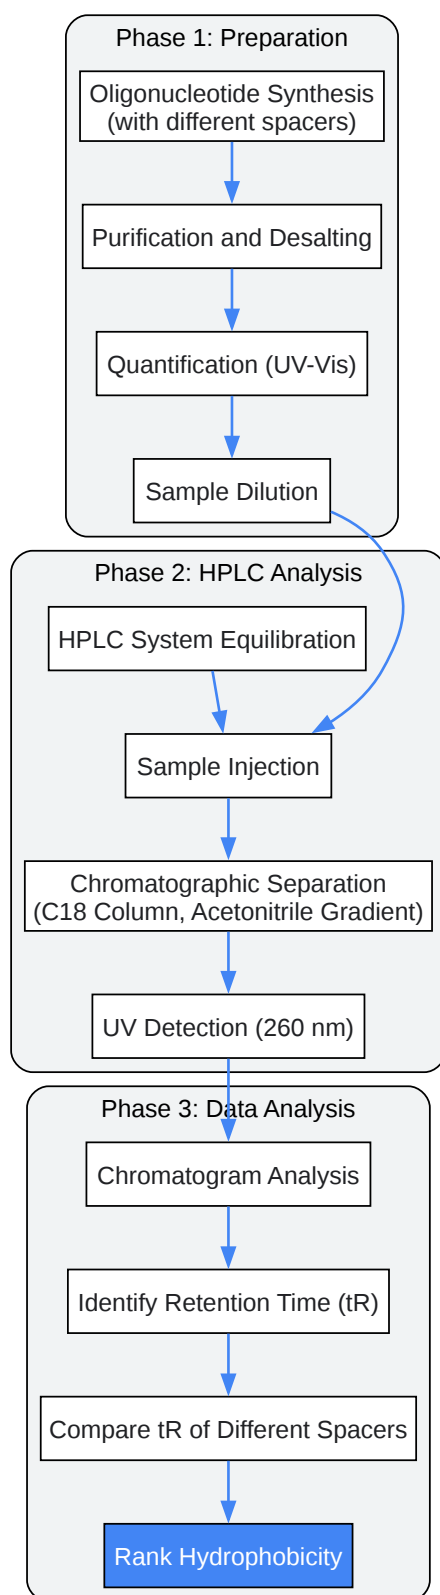 Phase 1: Preparation
Oligonucleotide Synthesis
(with different spacers)
Purification and Desalting
Quantification (UV-Vis)
Sample Dilution
Phase 2: HPLC Analysis
HPLC System Equilibration
Sample Injection
Chromatographic Separation
(C18 Column, Acetonitrile Gradient)
UV Detection (260 nm)
Phase 3: Data Analysis
Chromatogram Analysis
Identify Retention Time (tR)
Compare tR of Different Spacers
Rank Hydrophobicity